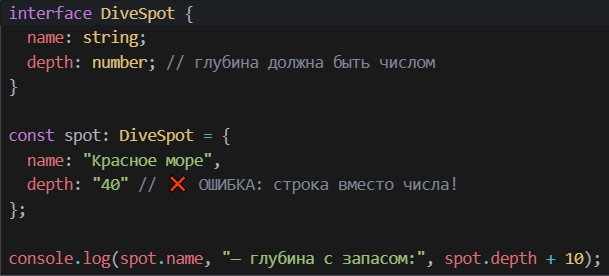 interface DiveSpot {
  name: string;
  depth: number; // глубина должна быть числом
}

const spot: DiveSpot = {
  name: "Красное море",
  depth: "40" // ❌ ОШИБКА: строка вместо числа!
};

console.log(spot.name, "— глубина с запасом:", spot.depth + 10);